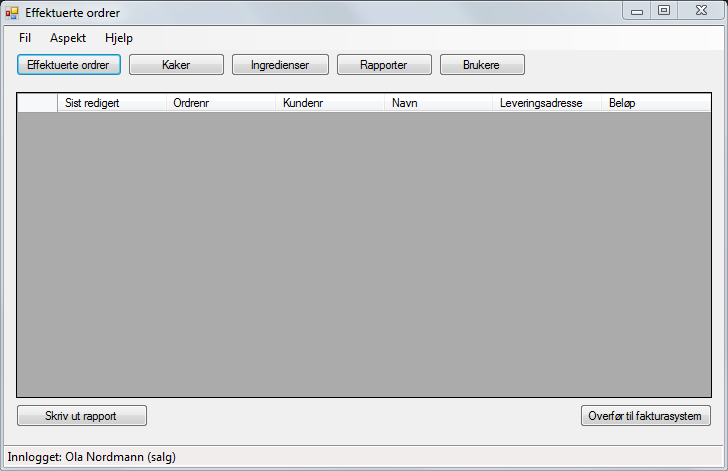 Effektuerte ordrer
Fil Aspekt Hjelp
Effektuerte ordrer Kaker Ingredienser Rapporter Brukere
Sist redigert Ordrenr Kundenr Navn Leveringsadresse Beløp
Skriv ut rapport Overfør til fakturasystem
Innlogget: Ola Nordmann (salg)